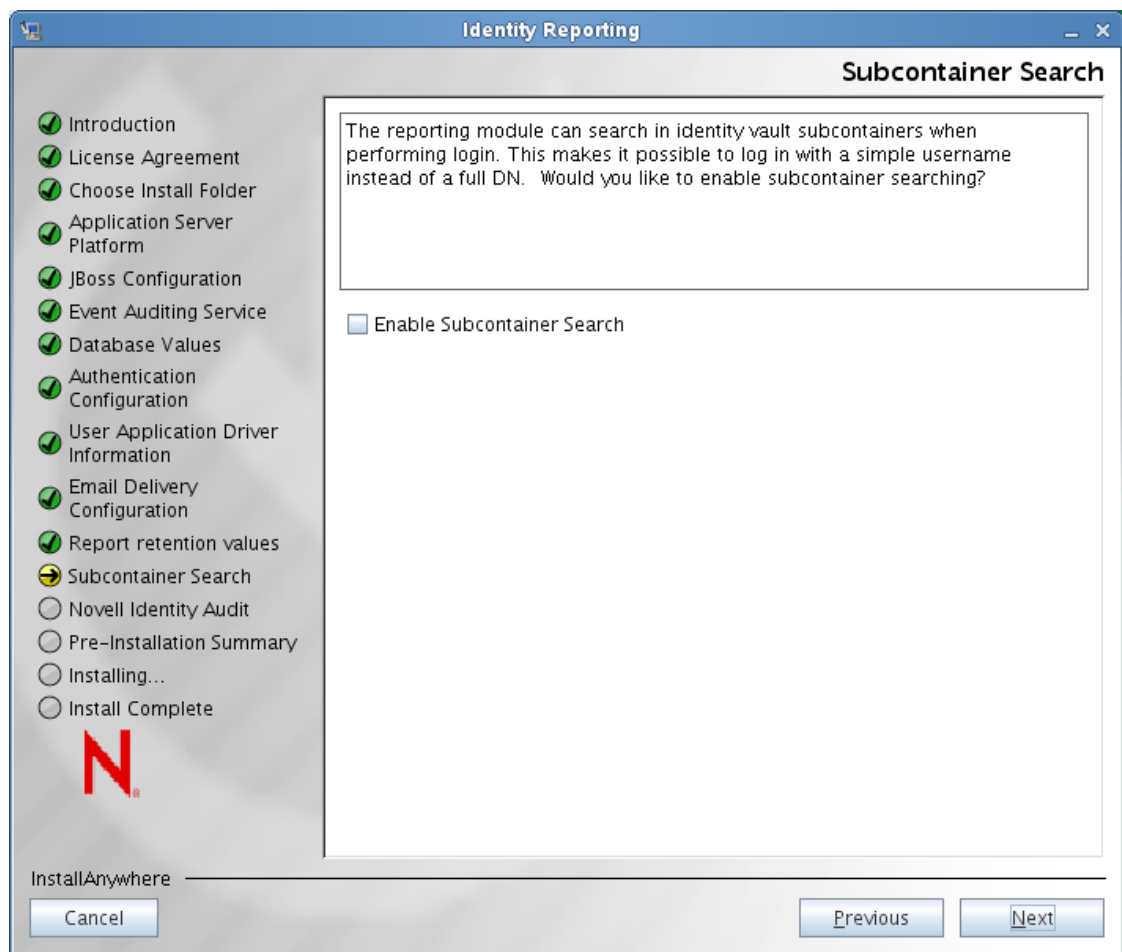 Identity Reporting
Subcontainer Search
Introduction
License Agreement
Choose Install Folder
Application Server
Platform
JBoss Configuration
Event Auditing Service
Database Values
Authentication
Configuration
User Application Driver
Information
Email Delivery
Configuration
Report retention values
Subcontainer Search
Novell Identity Audit
Pre-Installation Summary
Installing...
Install Complete
N®
The reporting module can search in identity vault subcontainers when
performing login. This makes it possible to log in with a simple username
instead of a full DN. Would you like to enable subcontainer searching?
Enable Subcontainer Search
InstallAnywhere
Cancel
Previous
Next